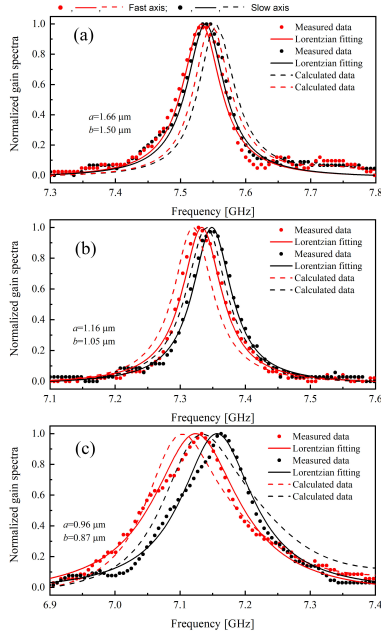 Fast axis; Slow axis
(a)
Measured data
Lorentzian fitting
Measured data
Lorentzian fitting
Calculated data
Calculated data
a=1.66 μm
b=1.50 μm
Normalized gain spectra
1.0
0.8
0.6
0.4
0.2
0.0
7.3 7.4 7.5 7.6 7.7 7.8
Frequency [GHz]
(b)
Measured data
Lorentzian fitting
Measured data
Lorentzian fitting
Calculated data
Calculated data
a=1.16 μm
b=1.05 μm
Normalized gain spectra
1.0
0.8
0.6
0.4
0.2
0.0
7.1 7.2 7.3 7.4 7.5 7.6 7.7
Frequency [GHz]
(c)
Measured data
Lorentzian fitting
Measured data
Lorentzian fitting
Calculated data
Calculated data
a=0.96 μm
b=0.87 μm
Normalized gain spectra
1.0
0.8
0.6
0.4
0.2
0.0
6.9 7.0 7.1 7.2 7.3 7.4
Frequency [GHz]